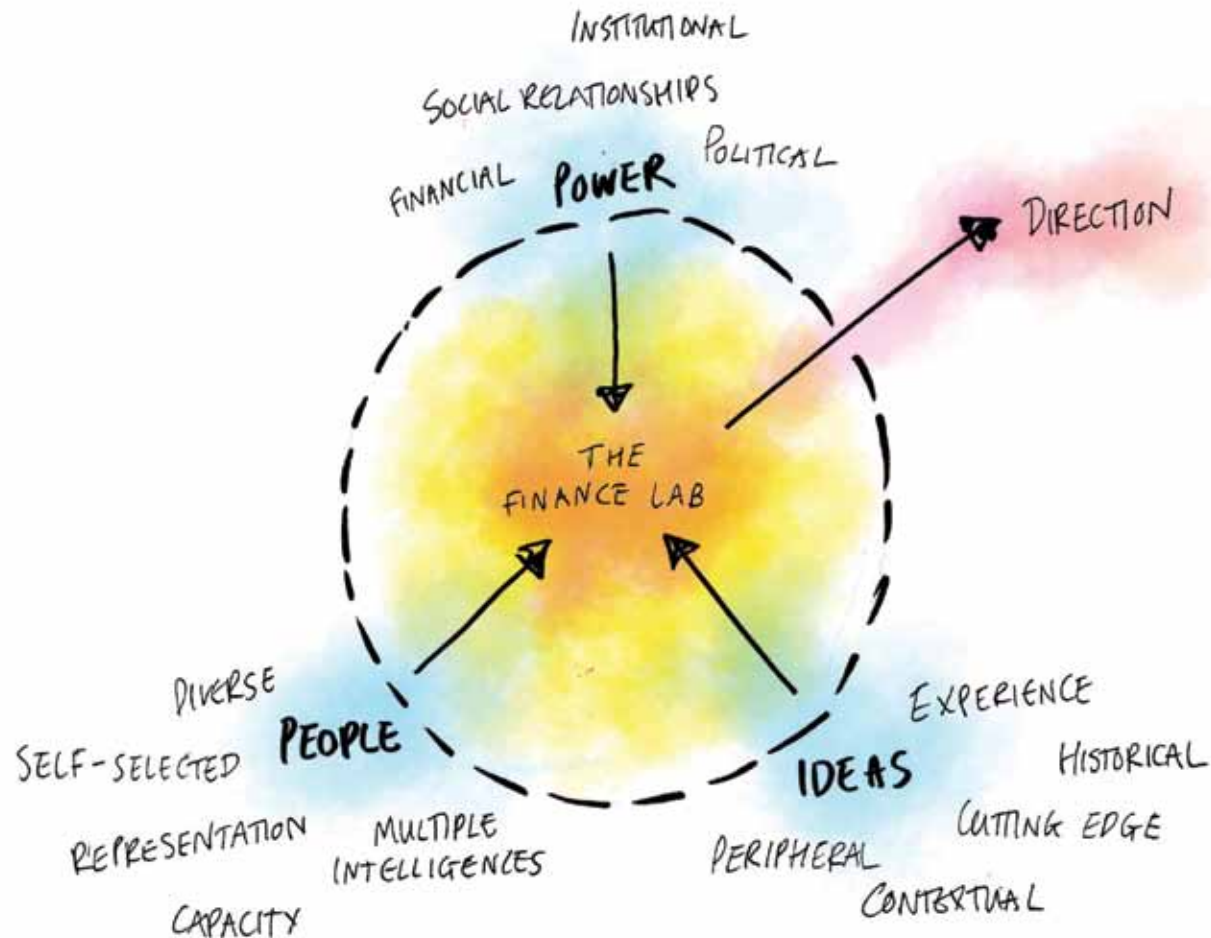 INSTITUTIONAL
SOCIAL RELATIONSHIPS
FINANCIAL
POWER
POLITICAL
DIRECTION
THE
FINANCE LAB
DIVERSE
SELF-SELECTED
PEOPLE
REPRESENTATION
MULTIPLE
INTELLIGENCES
CAPACITY
EXPERIENCE
IDEAS
HISTORICAL
CUTTING EDGE
PERIPHERAL
CONTEXTUAL